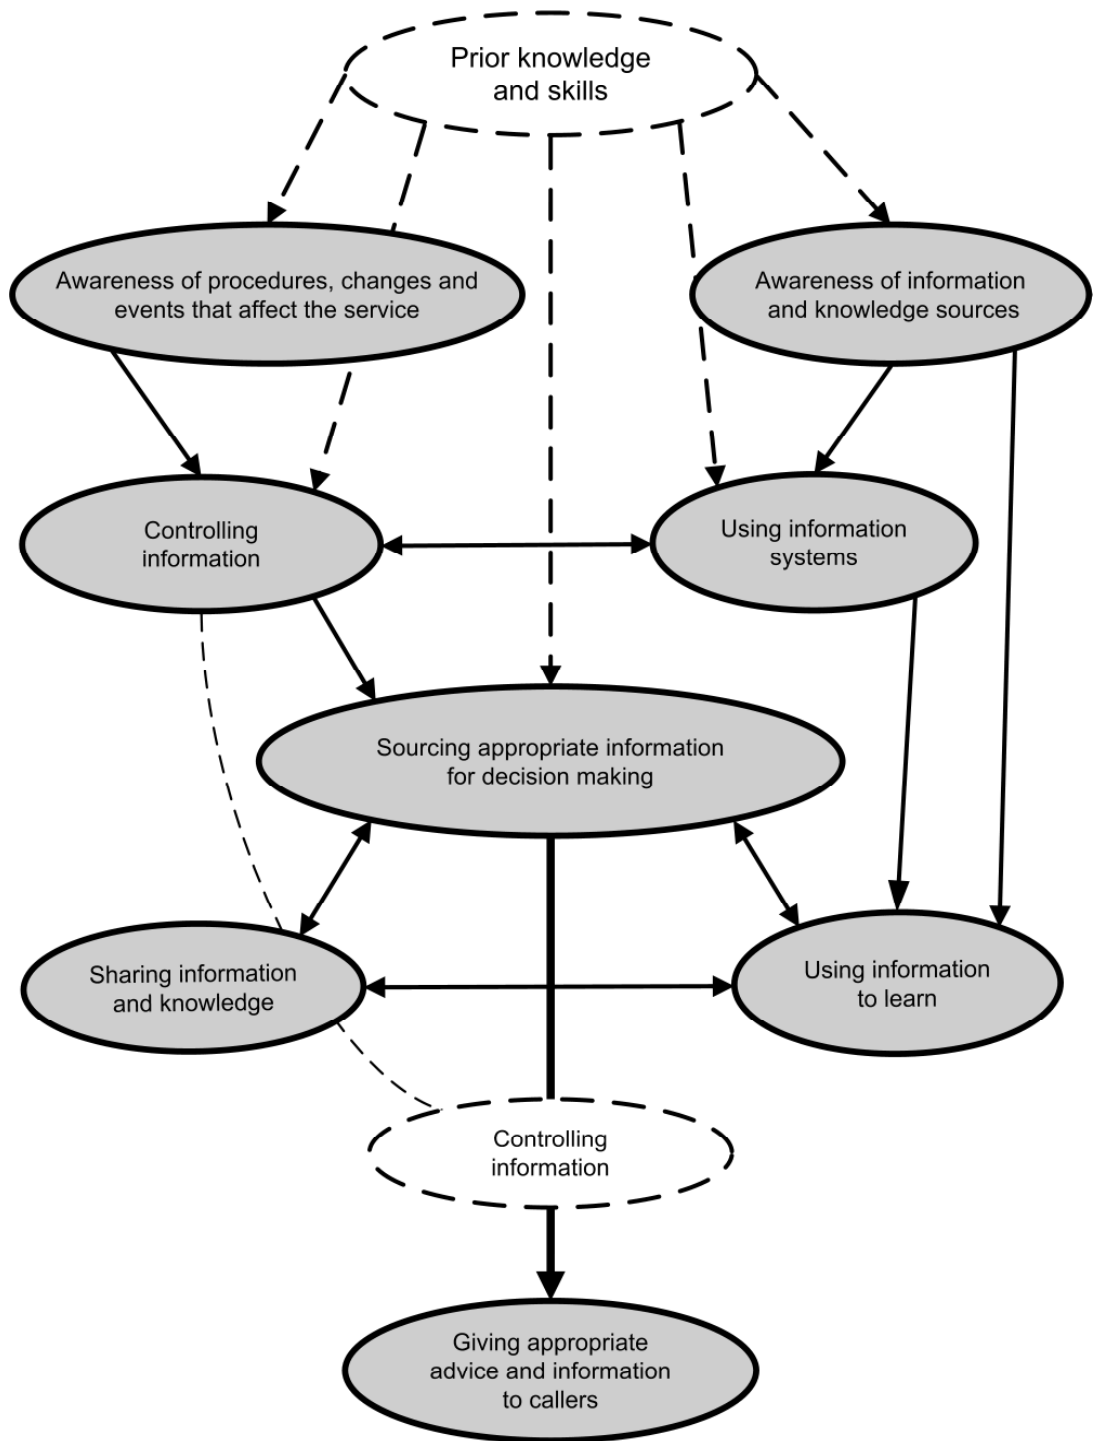 Prior knowledge
and skills
Awareness of procedures, changes and
events that affect the service
Awareness of information
and knowledge sources
Controlling
information
Using information
systems
Sourcing appropriate information
for decision making
Sharing information
and knowledge
Using information
to learn
Controlling
information
Giving appropriate
advice and information
to callers